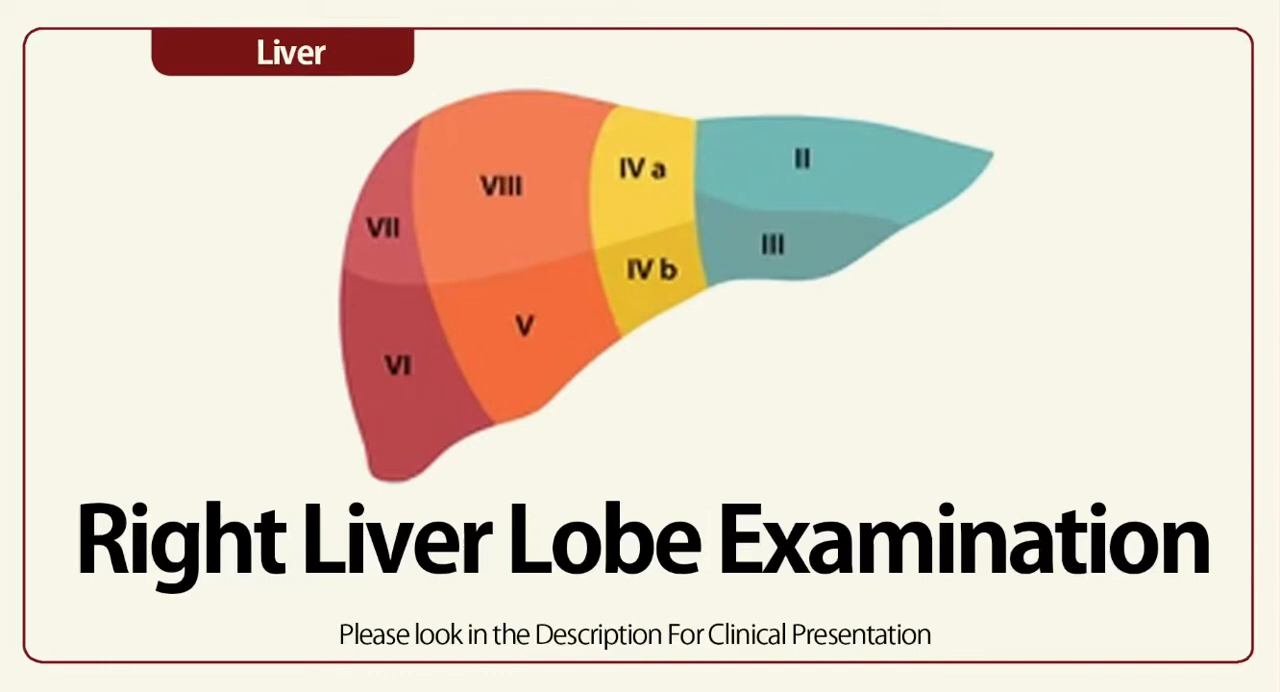 Liver
VIII
IV a
II
VII
III
IV b
V
VI
Right Liver Lobe Examination
Please look in the Description For Clinical Presentation